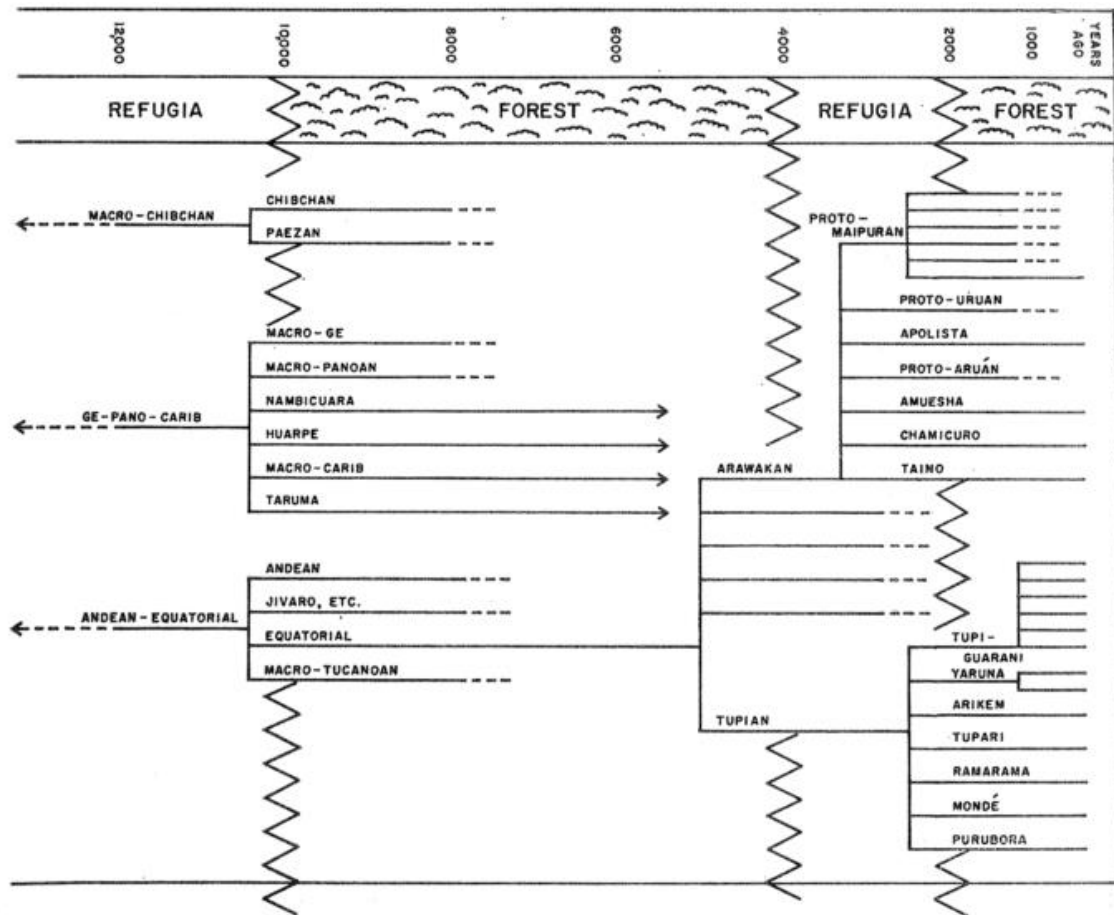 12,000
10,000
8000
6000
4000
2000
1000
YEARS
AGO
REFUGIA
FOREST
REFUGIA
FOREST
CHIBCHAN
MACRO-CHIBCHAN
PAEZAN
PROTO-
MAIPURAN
PROTO-URUAN
MACRO-GE
APOLISTA
MACRO-PANOAN
PROTO-ARUÁN
NAMBICUARA
AMUESHA
GE-PANO-CARIB
HUARPE
CHAMICURO
MACRO-CARIB
ARAWAKAN
TAINO
TARUMA
ANDEAN
JIVARO, ETC.
ANDEAN-EQUATORIAL
EQUATORIAL
TUPI-
GUARANI
MACRO-TUCANOAN
YARUNA
ARIKEM
TUPIAN
TUPARI
RAMARAMA
MONDÉ
PURUBORA